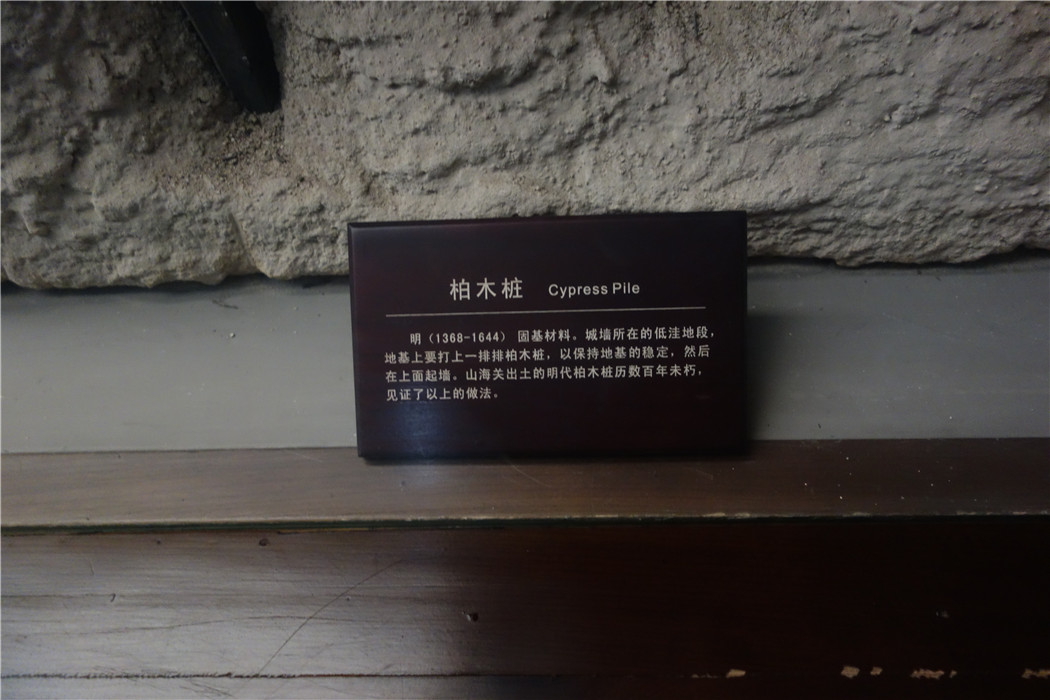 柏木桩 Cypress Pile
明（1368-1644） 固基材料。城墙所在的低洼地段，
地基上要打上一排排柏木桩，以保持地基的稳定，然后
在上面起墙。山海关出土的明代柏木桩历数百年未朽，
见证了以上的做法。